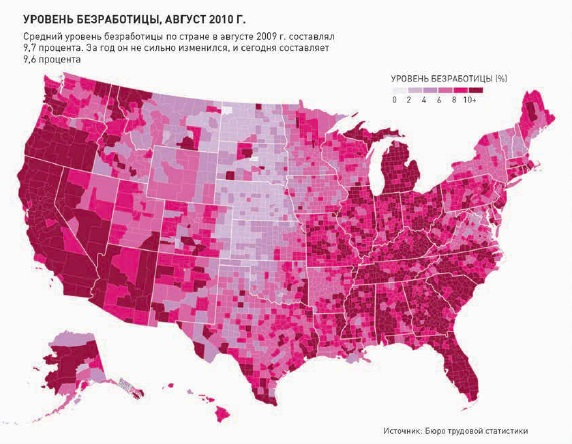 УРОВЕНЬ БЕЗРАБОТИЦЫ, АВГУСТ 2010 Г.
Средний уровень безработицы по стране в августе 2009 г. составлял
9,7 процента. За год он не сильно изменился, и сегодня составляет
9,6 процента
УРОВЕНЬ БЕЗРАБОТИЦЫ (%)
0 2 4 6 8 10+
Источник: Бюро трудовой статистики